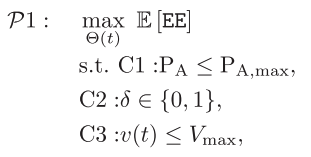 𝒫1 : max 𝔼 [EE]
Θ(t)
s.t. C1 :P_A ≤ P_A,max,
C2 :δ ∈ {0, 1},
C3 :v(t) ≤ V_max,